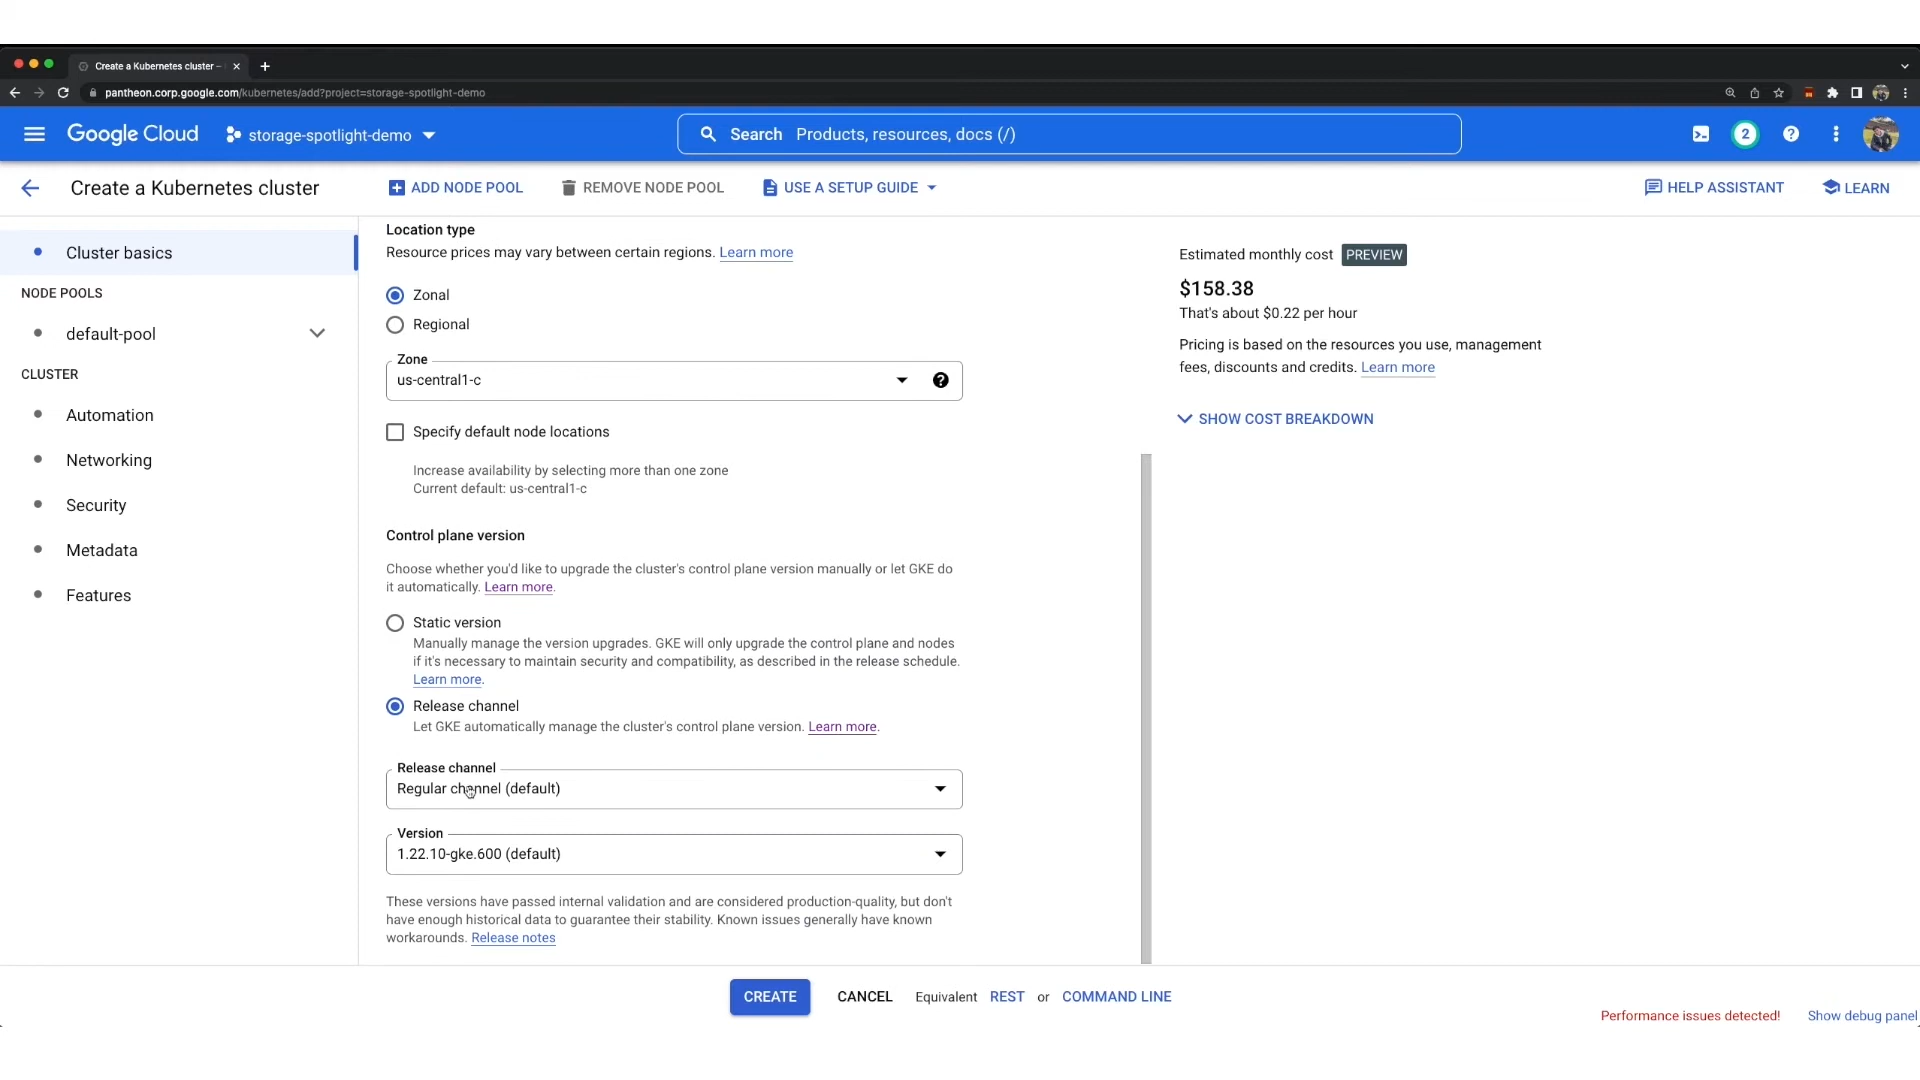 Create a Kubernetes cluster –
pantheon.corp.google.com/kubernetes/add?project=storage-spotlight-demo
Google Cloud
storage-spotlight-demo
Search Products, resources, docs (/)
2
Create a Kubernetes cluster
ADD NODE POOL
REMOVE NODE POOL
USE A SETUP GUIDE
HELP ASSISTANT
LEARN
Cluster basics
NODE POOLS
default-pool
CLUSTER
Automation
Networking
Security
Metadata
Features
Location type
Resource prices may vary between certain regions. Learn more
Zonal
Regional
Zone
us-central1-c
Specify default node locations
Increase availability by selecting more than one zone
Current default: us-central1-c
Control plane version
Choose whether you'd like to upgrade the cluster's control plane version manually or let GKE do
it automatically. Learn more.
Static version
Manually manage the version upgrades. GKE will only upgrade the control plane and nodes
if it's necessary to maintain security and compatibility, as described in the release schedule.
Learn more.
Release channel
Let GKE automatically manage the cluster's control plane version. Learn more.
Release channel
Regular channel (default)
Version
1.22.10-gke.600 (default)
These versions have passed internal validation and are considered production-quality, but don't
have enough historical data to guarantee their stability. Known issues generally have known
workarounds. Release notes
Estimated monthly cost PREVIEW
$158.38
That's about $0.22 per hour
Pricing is based on the resources you use, management
fees, discounts and credits. Learn more
SHOW COST BREAKDOWN
CREATE
CANCEL
Equivalent REST or COMMAND LINE
Performance issues detected!
Show debug panel